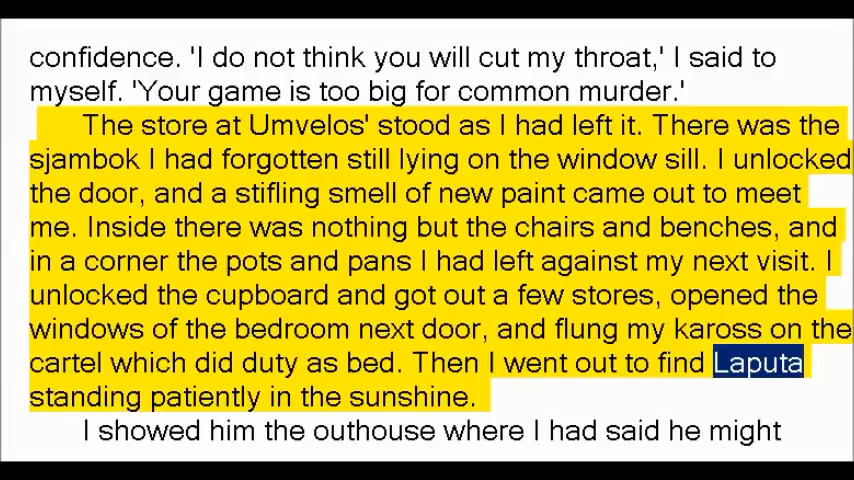 confidence. 'I do not think you will cut my throat,' I said to
myself. 'Your game is too big for common murder.'
The store at Umvelos' stood as I had left it. There was the
sjambok I had forgotten still lying on the window sill. I unlocked
the door, and a stifling smell of new paint came out to meet
me. Inside there was nothing but the chairs and benches, and
in a corner the pots and pans I had left against my next visit. I
unlocked the cupboard and got out a few stores, opened the
windows of the bedroom next door, and flung my kaross on the
cartel which did duty as bed. Then I went out to find Laputa
standing patiently in the sunshine.
I showed him the outhouse where I had said he might